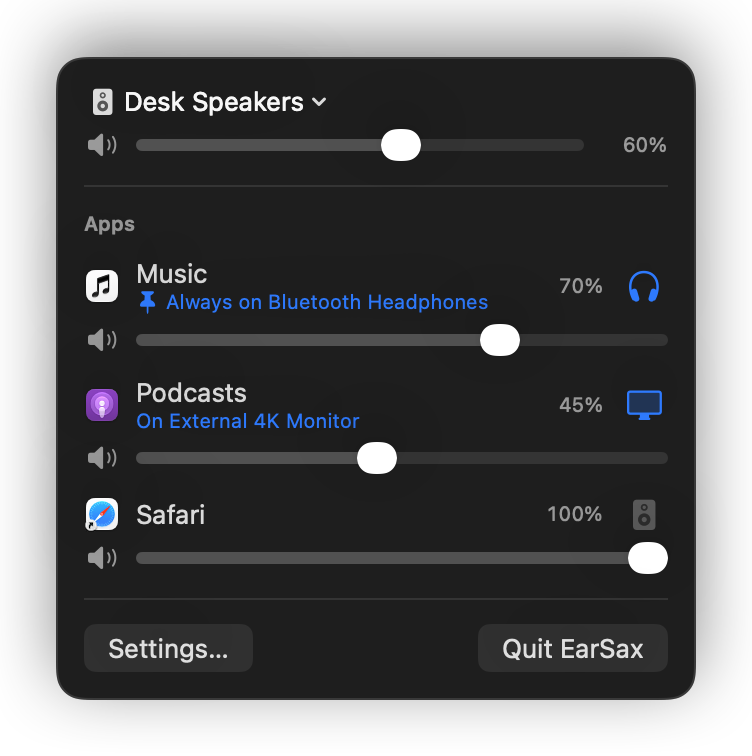 Desk Speakers
60%
Apps
Music
70%
Always on Bluetooth Headphones
Podcasts
45%
On External 4K Monitor
Safari
100%
Settings...
Quit EarSax